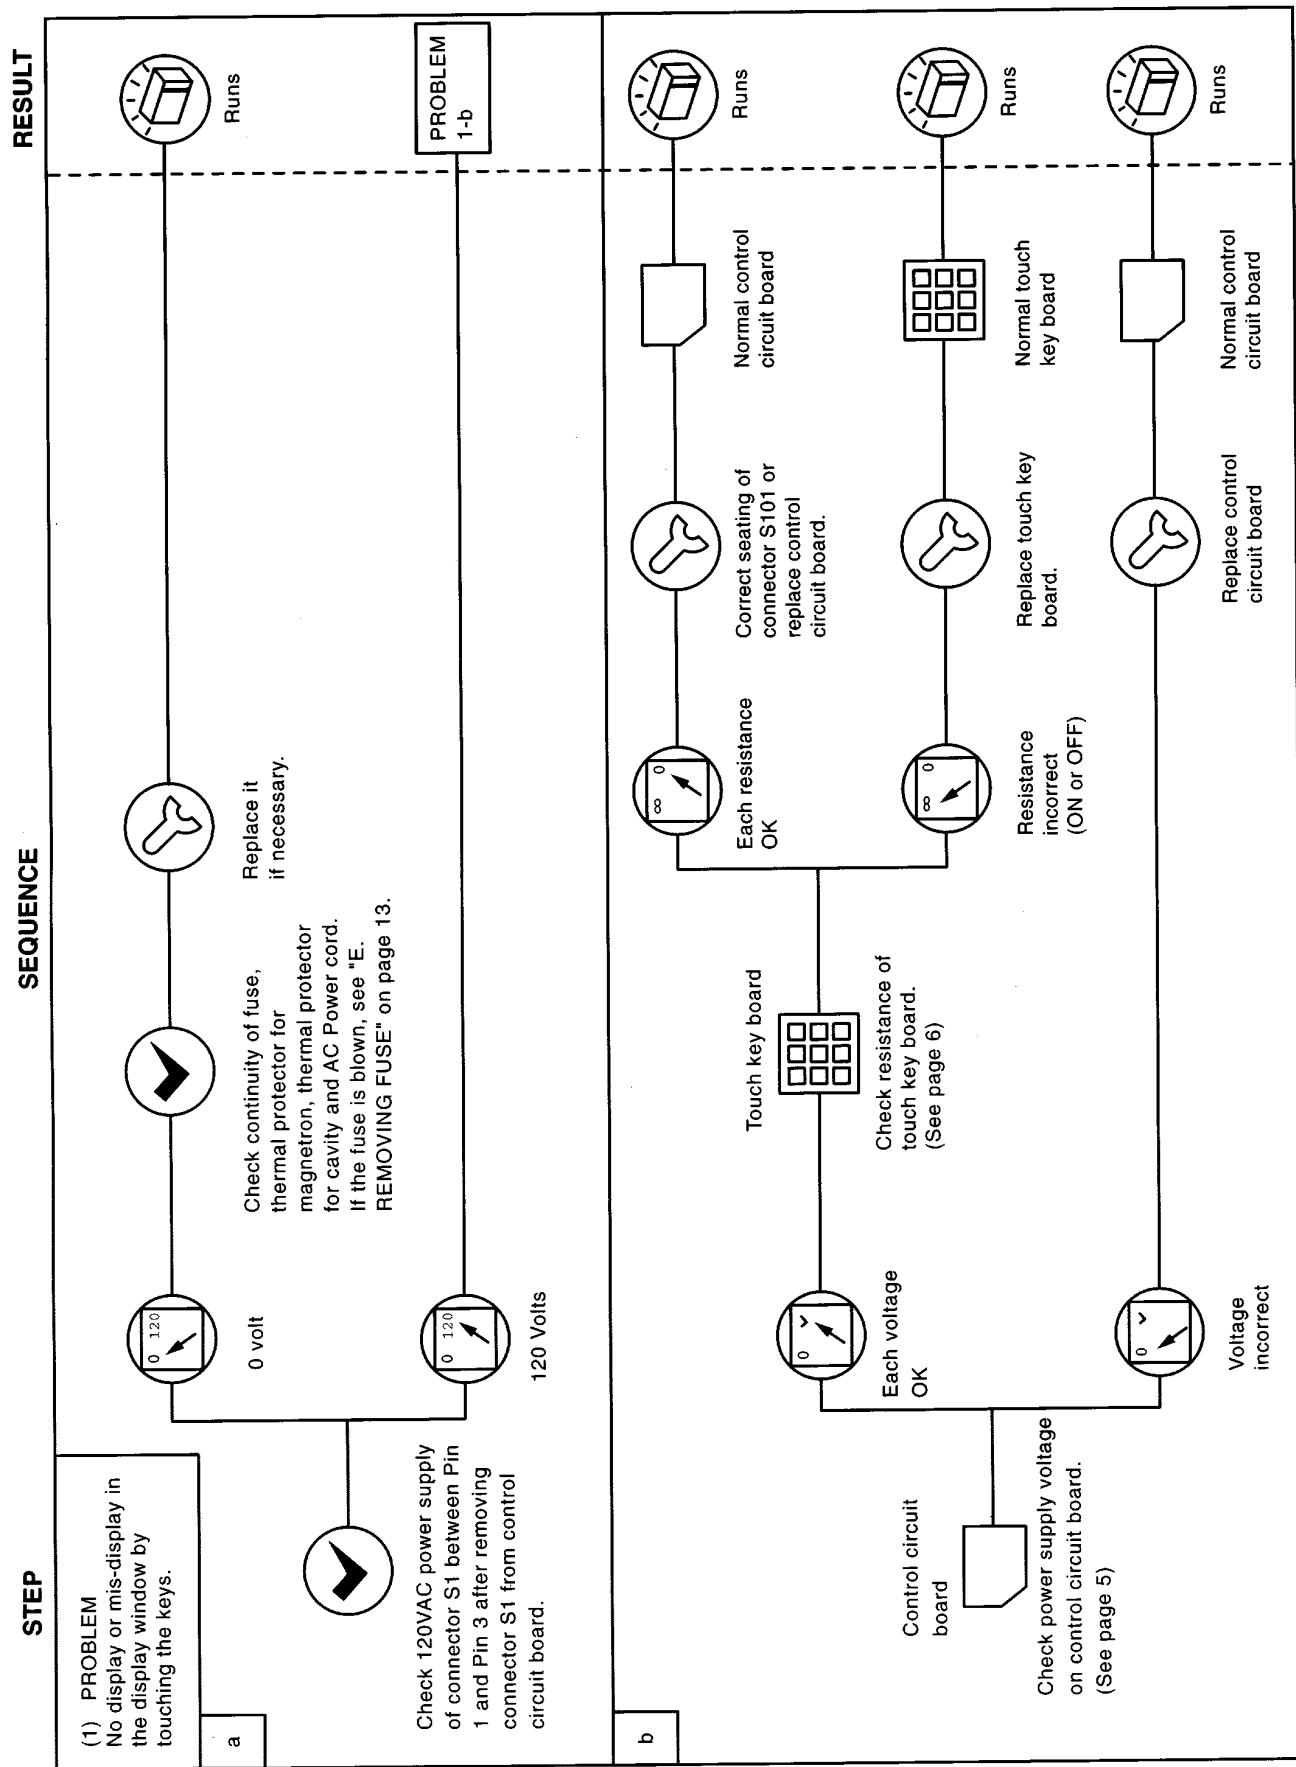 STEP
SEQUENCE
RESULT
(1) PROBLEM
No display or mis-display in
the display window by
touching the keys.
a
Check 120VAC power supply
of connector S1 between Pin
1 and Pin 3 after removing
connector S1 from control
circuit board.
0 120
0 volt
Check continuity of fuse,
thermal protector for
magnetron, thermal protector
for cavity and AC Power cord.
If the fuse is blown, see "E.
REMOVING FUSE" on page 13.
Replace it
if necessary.
Runs
0 120
120 Volts
PROBLEM
1-b
b
Control circuit
board
Check power supply voltage
on control circuit board.
(See page 5)
0 V
Each voltage
OK
Touch key board
Check resistance of
touch key board.
(See page 6)
∞ 0
Each resistance
OK
Correct seating of
connector S101 or
replace control
circuit board.
Normal control
circuit board
Runs
∞ 0
Resistance
incorrect
(ON or OFF)
Replace touch key
board.
Normal touch
key board
Runs
0 V
Voltage
incorrect
Replace control
circuit board
Normal control
circuit board
Runs